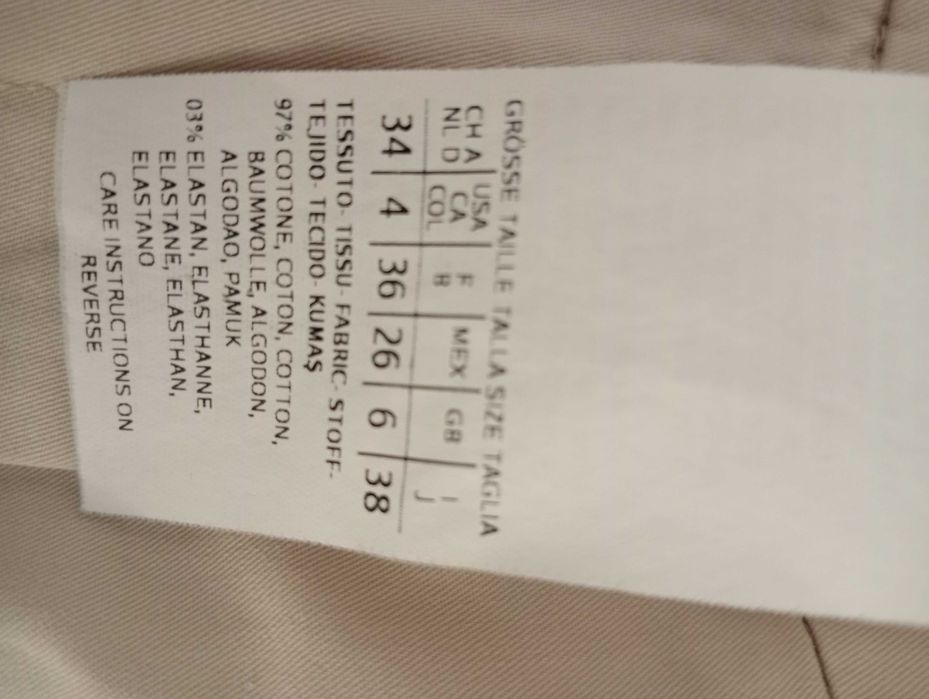 GRÖSSE TAILLE TALLA SIZE TAGLIA
CH A | USA | F | MEX | GB | I
NL D | CA | B | J
COL
34 | 4 | 36 | 26 | 6 | 38
TESSUTO- TISSU- FABRIC- STOFF-
TEJIDO- TECIDO- KUMAŞ
97% COTONE, COTON, COTTON,
BAUMWOLLE, ALGODON,
ALGODAO, PAMUK
03% ELASTAN, ELASTHANNE,
ELASTANE, ELASTHAN,
ELASTANO
CARE INSTRUCTIONS ON
REVERSE